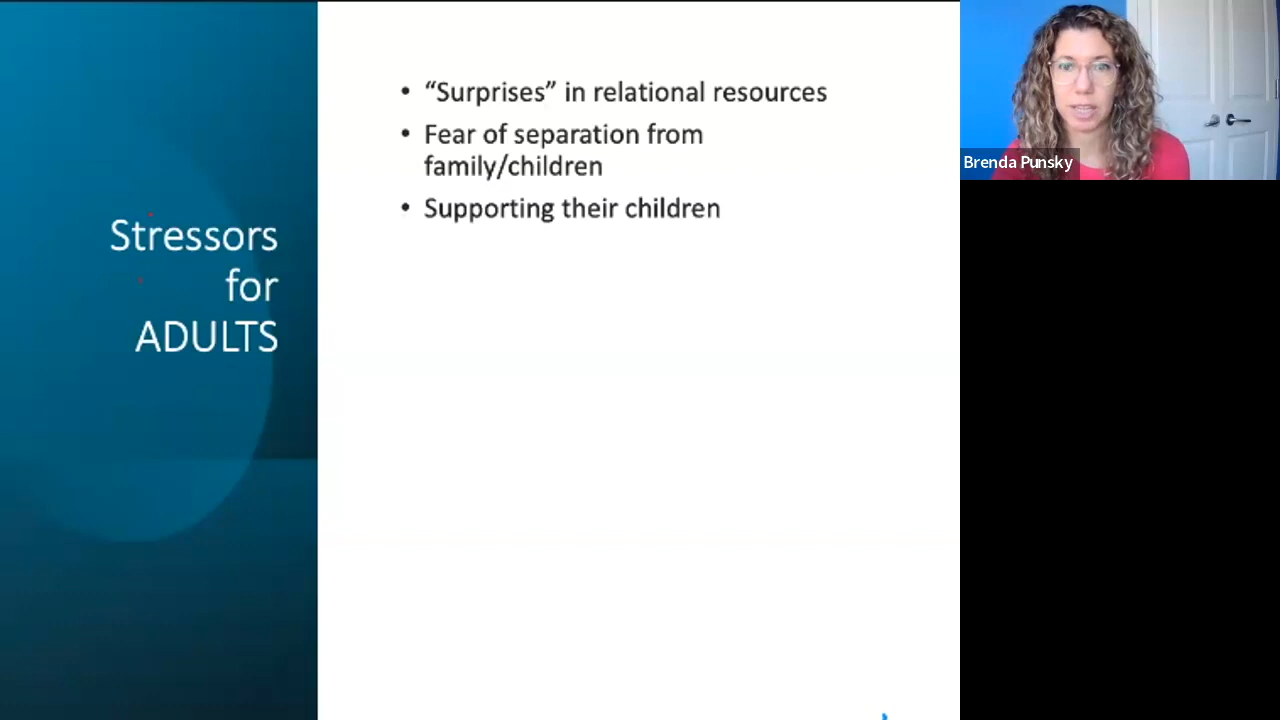 Stressors
for
ADULTS
• “Surprises” in relational resources
• Fear of separation from
family/children
• Supporting their children
Brenda Punsky